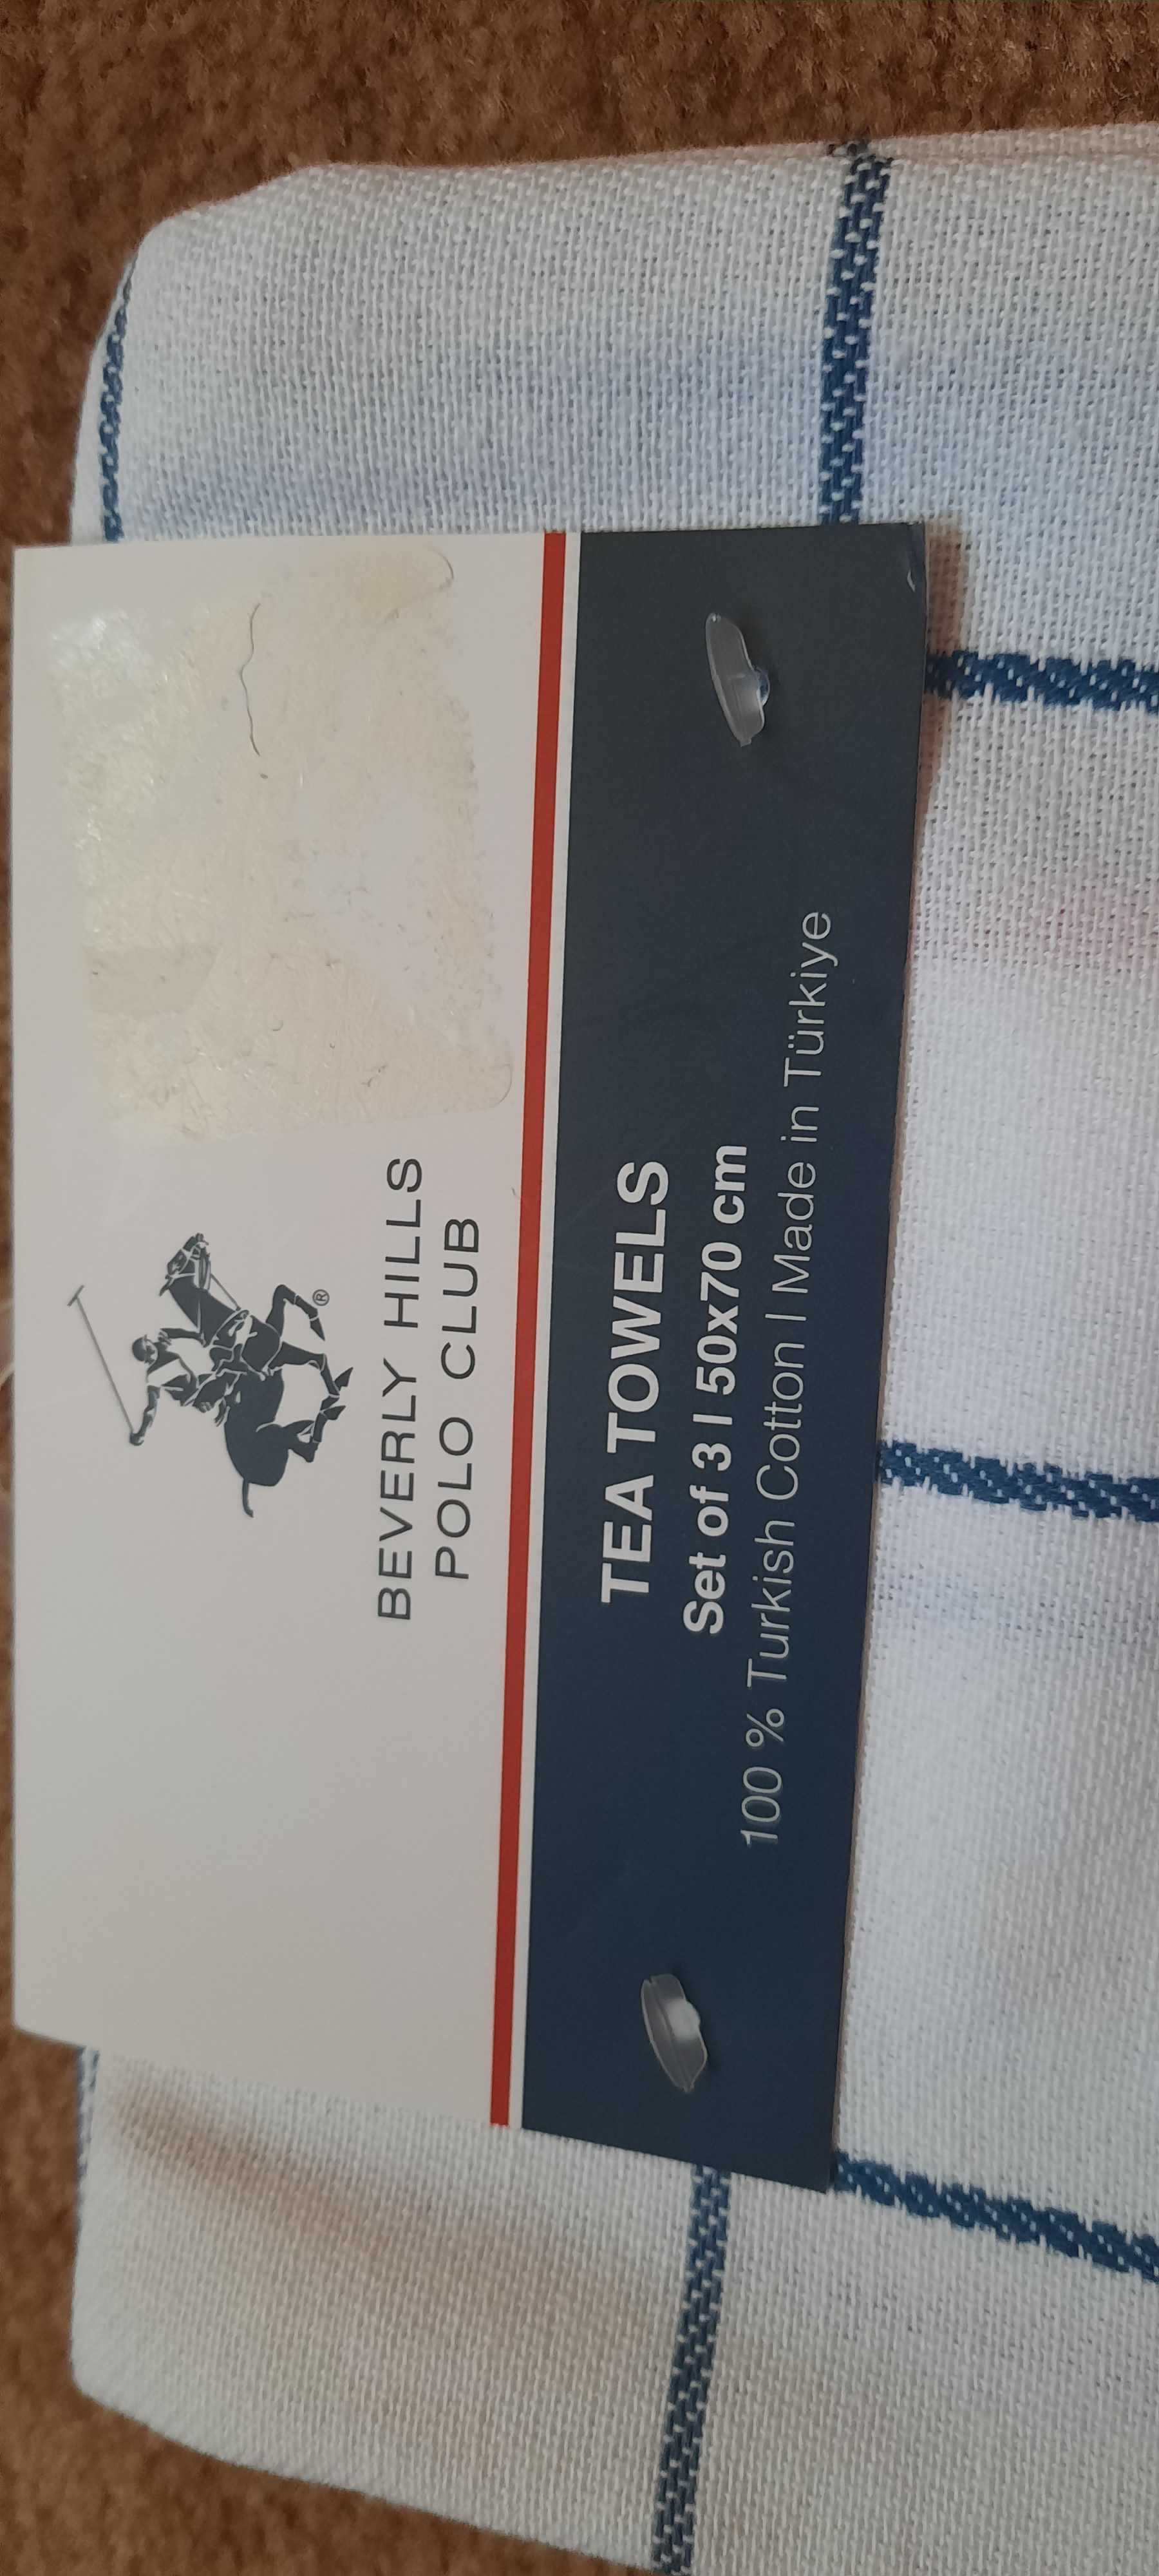 ®
BEVERLY HILLS
POLO CLUB
TEA TOWELS
Set of 3 | 50x70 cm
100 % Turkish Cotton | Made in Türkiye